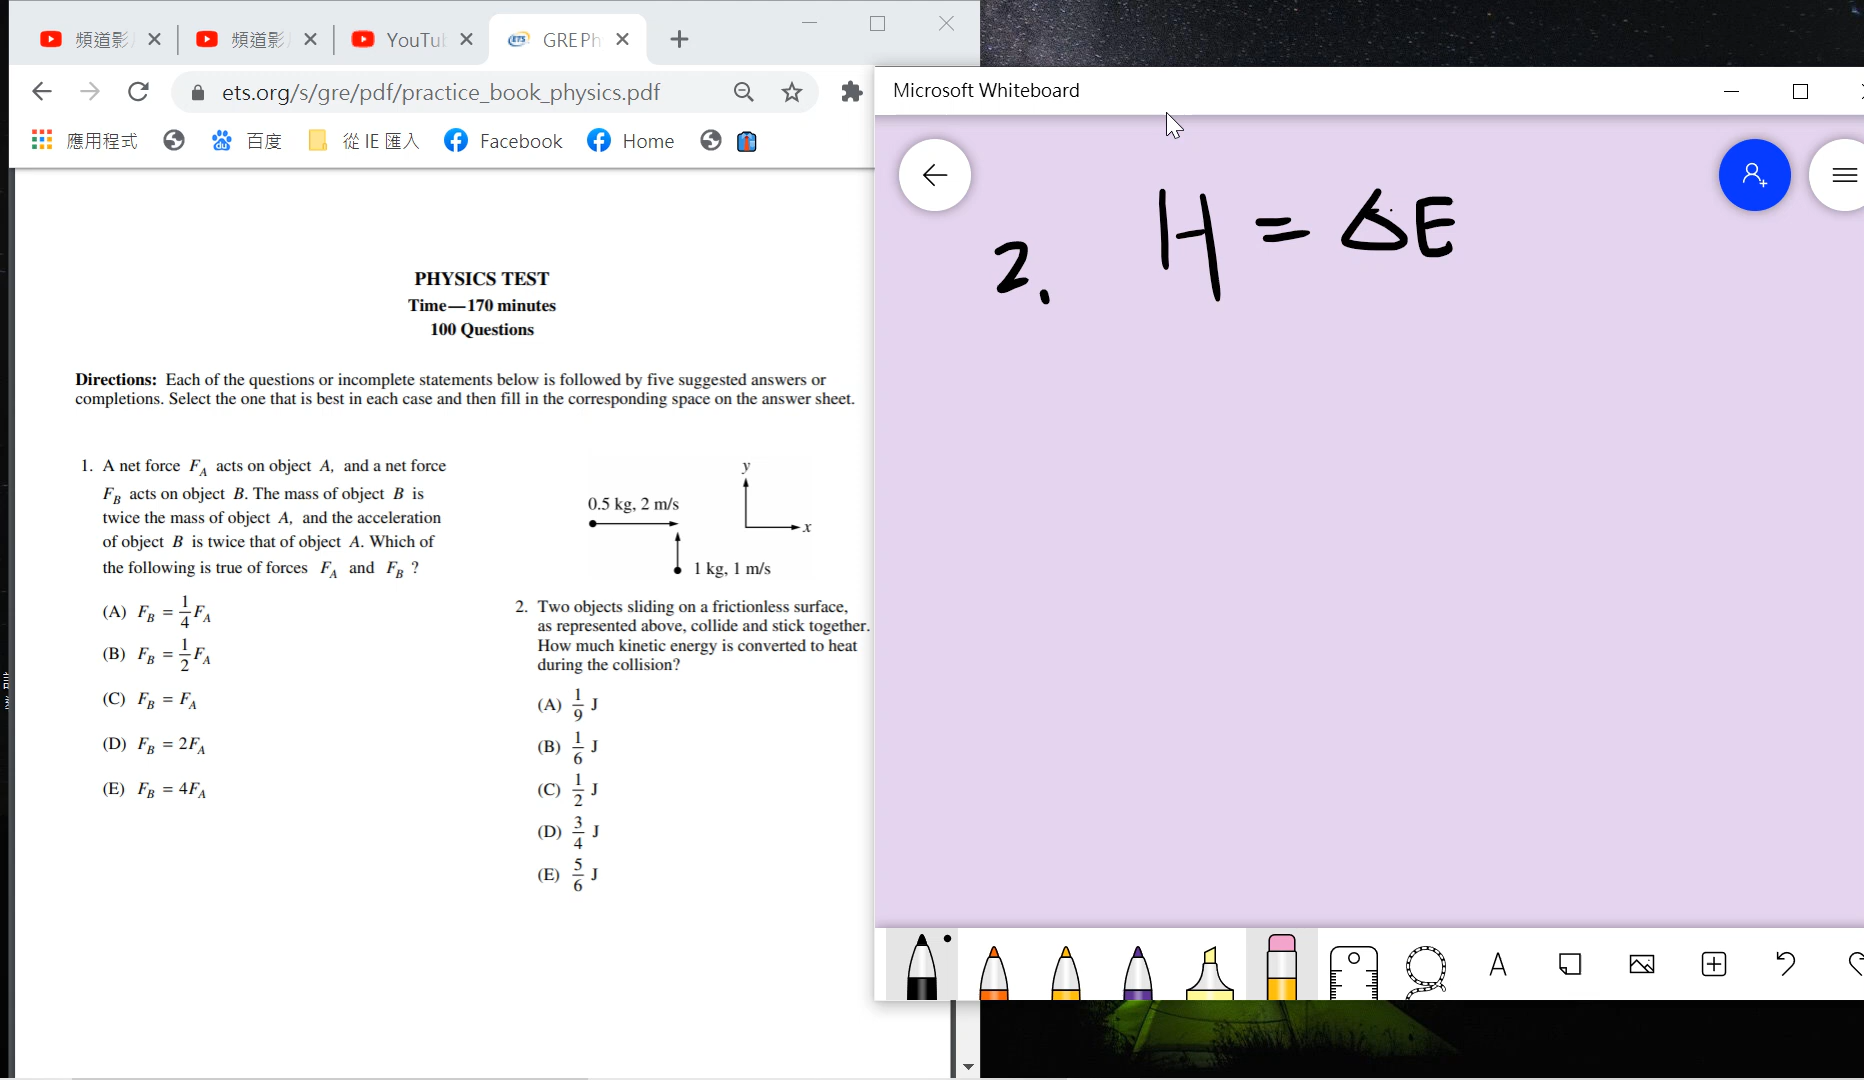 頻道影
頻道影
YouTu
GRE Ph
ets.org/s/gre/pdf/practice_book_physics.pdf
應用程式
百度
從 IE 匯入
Facebook
Home
PHYSICS TEST
Time—170 minutes
100 Questions
Directions: Each of the questions or incomplete statements below is followed by five suggested answers or
completions. Select the one that is best in each case and then fill in the corresponding space on the answer sheet.
1. A net force F_A acts on object A, and a net force
F_B acts on object B. The mass of object B is
twice the mass of object A, and the acceleration
of object B is twice that of object A. Which of
the following is true of forces F_A and F_B ?
(A) F_B = 1/4 F_A
(B) F_B = 1/2 F_A
(C) F_B = F_A
(D) F_B = 2F_A
(E) F_B = 4F_A
y
0.5 kg, 2 m/s
x
1 kg, 1 m/s
2. Two objects sliding on a frictionless surface,
as represented above, collide and stick together.
How much kinetic energy is converted to heat
during the collision?
(A) 1/9 J
(B) 1/6 J
(C) 1/2 J
(D) 3/4 J
(E) 5/6 J
Microsoft Whiteboard
2. H = ΔE